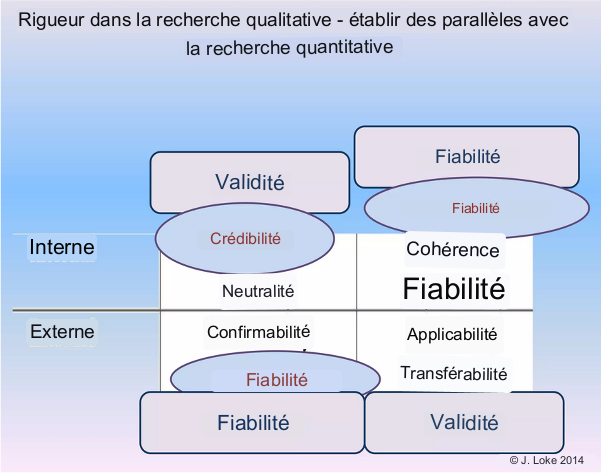 Rigueur dans la recherche qualitative - établir des parallèles avec
la recherche quantitative
Fiabilité
Validité
Fiabilité
Crédibilité
Interne
Cohérence
Neutralité
Fiabilité
Externe
Confirmabilité
Applicabilité
Fiabilité
Transférabilité
Fiabilité
Validité
© J. Loke 2014